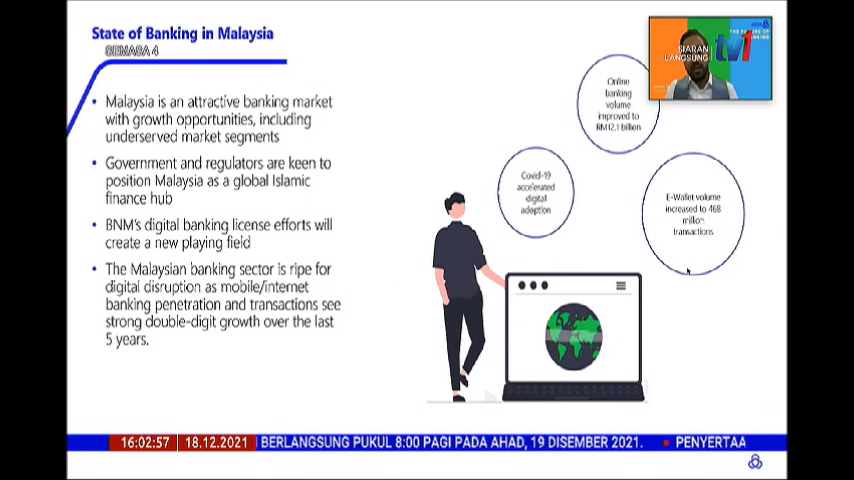 State of Banking in Malaysia
SEMASA 4
• Malaysia is an attractive banking market
with growth opportunities, including
underserved market segments
• Government and regulators are keen to
position Malaysia as a global Islamic
finance hub
• BNM's digital banking license efforts will
create a new playing field
• The Malaysian banking sector is ripe for
digital disruption as mobile/internet
banking penetration and transactions see
strong double-digit growth over the last
5 years.
Covid-19
accelerated
digital
adoption
Online
banking
volume
improved to
RM12.1 billion
E-Wallet volume
increased to 468
million
transactions
SIARAN
LANGSUNG
tv1
16:02:57 18.12.2021 BERLANGSUNG PUKUL 8:00 PAGI PADA AHAD, 19 DISEMBER 2021. • PENYERTAA